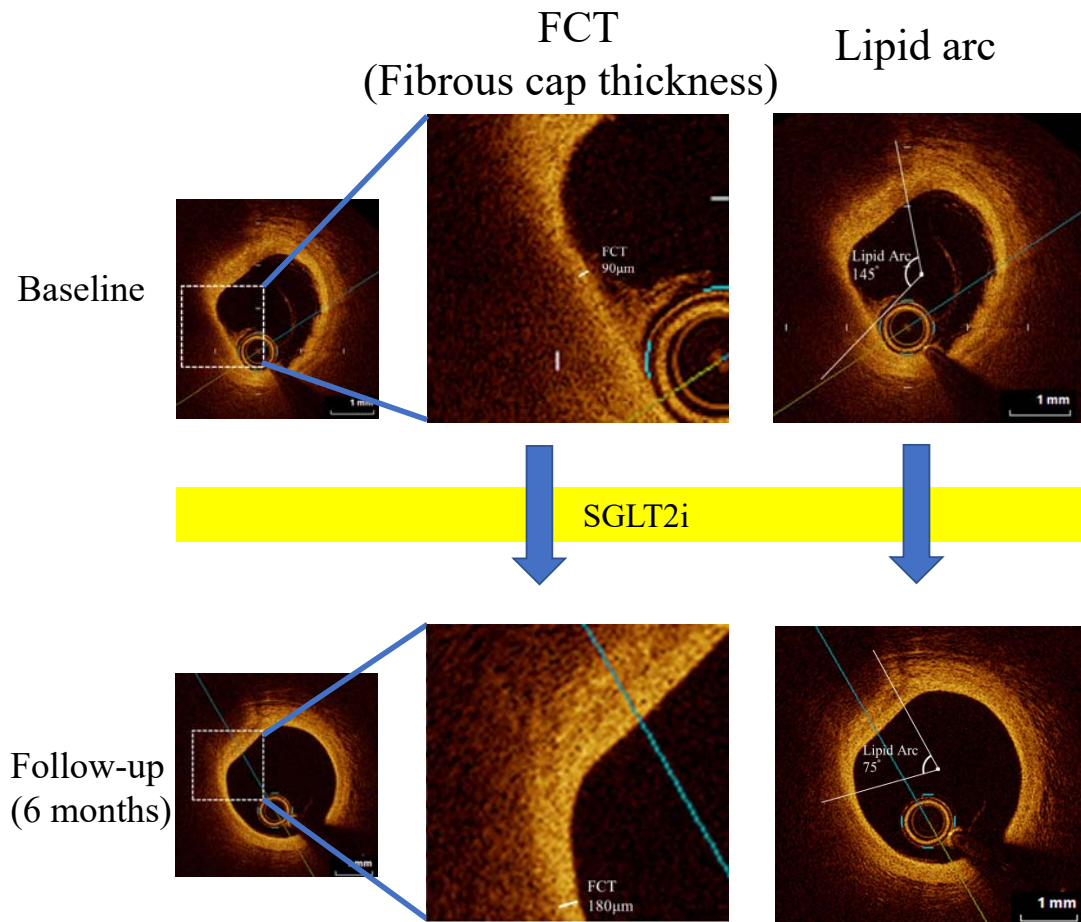 FCT
(Fibrous cap thickness)
Lipid arc
Baseline
FCT
90μm
Lipid Arc
145°
1 mm
1 mm
SGLT2i
Follow-up
(6 months)
Lipid Arc
75°
FCT
180μm
1 mm